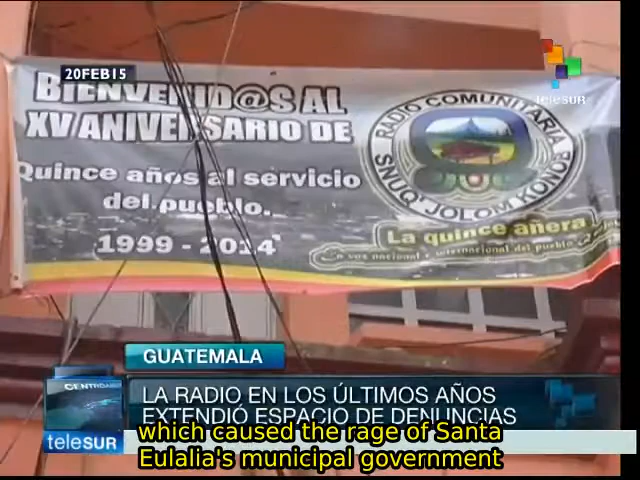 20FEB15
teleSUR
BIENVENID@S AL
XV ANIVERSARIO DE
Quince años al servicio
del pueblo.
1999 - 2014
RADIO COMUNITARIA
SNUQ' JOLOM KONOB'
La quince añera
GUATEMALA
LA RADIO EN LOS ÚLTIMOS AÑOS
EXTENDIÓ ESPACIO DE DENUNCIAS
teleSUR
which caused the rage of Santa
Eulalia's municipal government